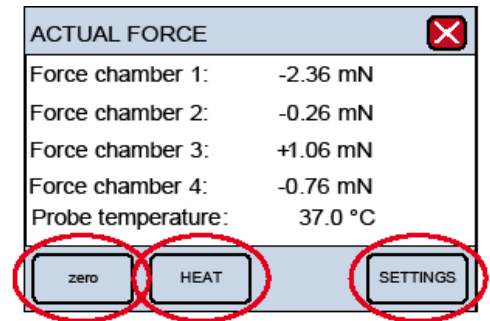 ACTUAL FORCE
Force chamber 1: -2.36 mN
Force chamber 2: -0.26 mN
Force chamber 3: +1.06 mN
Force chamber 4: -0.76 mN
Probe temperature: 37.0 °C
zero HEAT SETTINGS